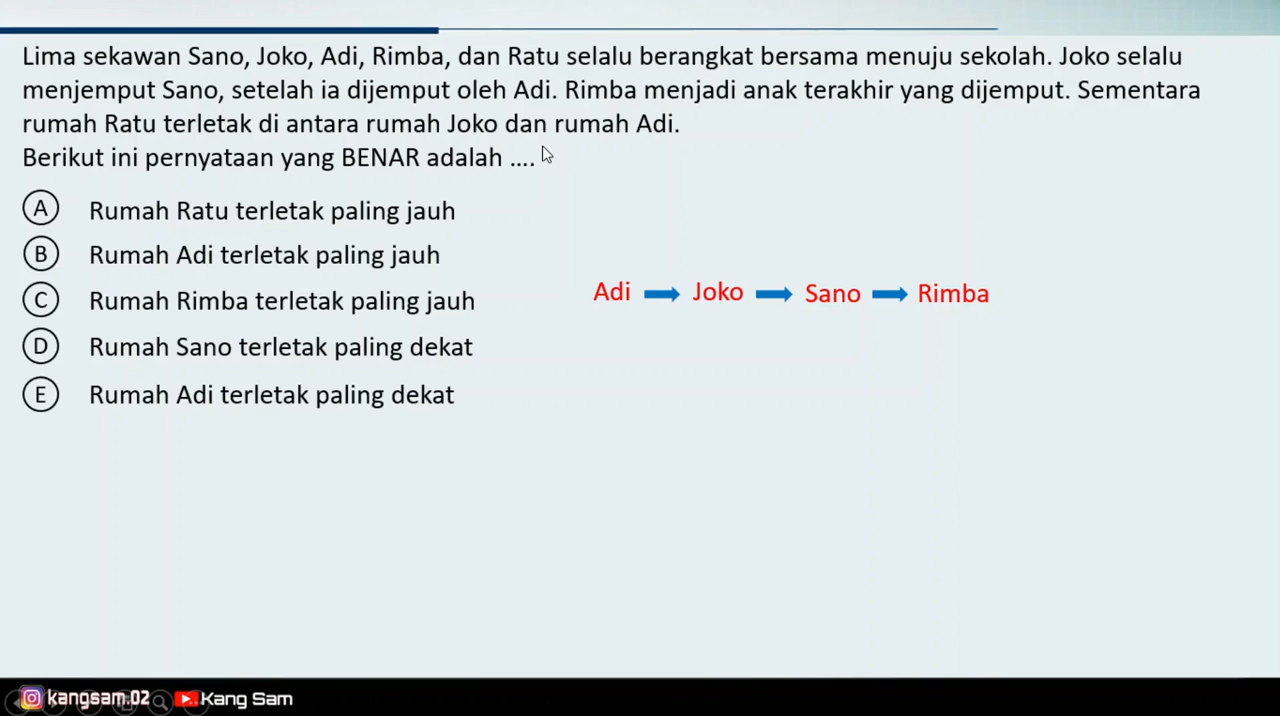 Lima sekawan Sano, Joko, Adi, Rimba, dan Ratu selalu berangkat bersama menuju sekolah. Joko selalu
menjemput Sano, setelah ia dijemput oleh Adi. Rimba menjadi anak terakhir yang dijemput. Sementara
rumah Ratu terletak di antara rumah Joko dan rumah Adi.
Berikut ini pernyataan yang BENAR adalah ....
A Rumah Ratu terletak paling jauh
B Rumah Adi terletak paling jauh
C Rumah Rimba terletak paling jauh
D Rumah Sano terletak paling dekat
E Rumah Adi terletak paling dekat
Adi Joko Sano Rimba
kangsam.02 Kang Sam